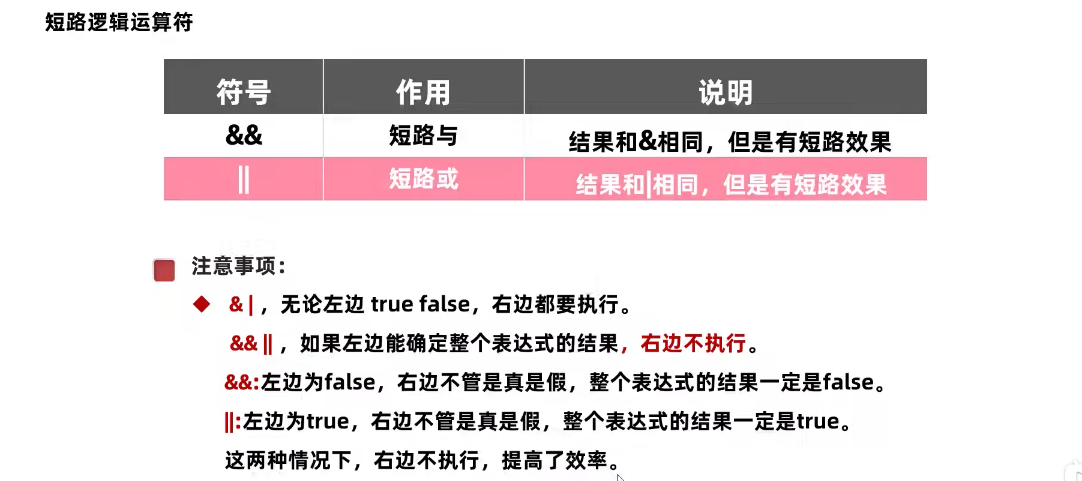 短路逻辑运算符
符号 作用 说明
&& 短路与 结果和&相同，但是有短路效果
|| 短路或 结果和|相同，但是有短路效果
注意事项：
& | ，无论左边 true false，右边都要执行。
&& || ，如果左边能确定整个表达式的结果，右边不执行。
&&:左边为false，右边不管是真是假，整个表达式的结果一定是false。
||:左边为true，右边不管是真是假，整个表达式的结果一定是true。
这两种情况下，右边不执行，提高了效率。